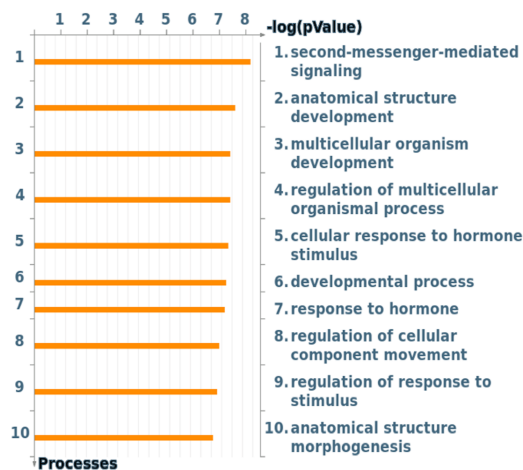 1 2 3 4 5 6 7 8 -log(pValue)
1 1. second-messenger-mediated
signaling
2 2. anatomical structure
development
3 3. multicellular organism
development
4 4. regulation of multicellular
organismal process
5 5. cellular response to hormone
stimulus
6 6. developmental process
7 7. response to hormone
8 8. regulation of cellular
component movement
9 9. regulation of response to
stimulus
10 10. anatomical structure
morphogenesis
Processes